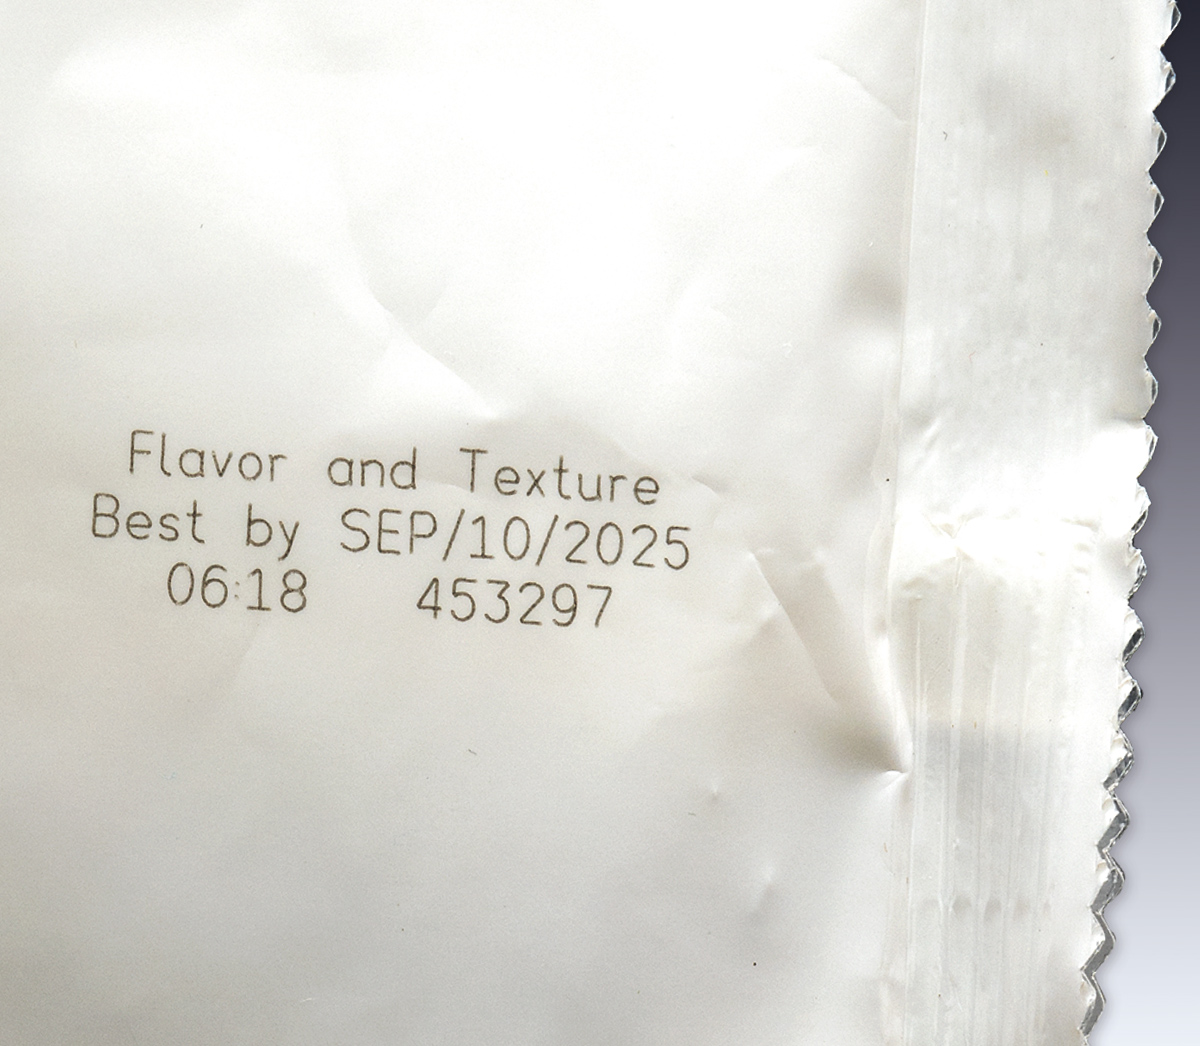 Flavor and Texture
Best by SEP/10/2025
06:18 453297